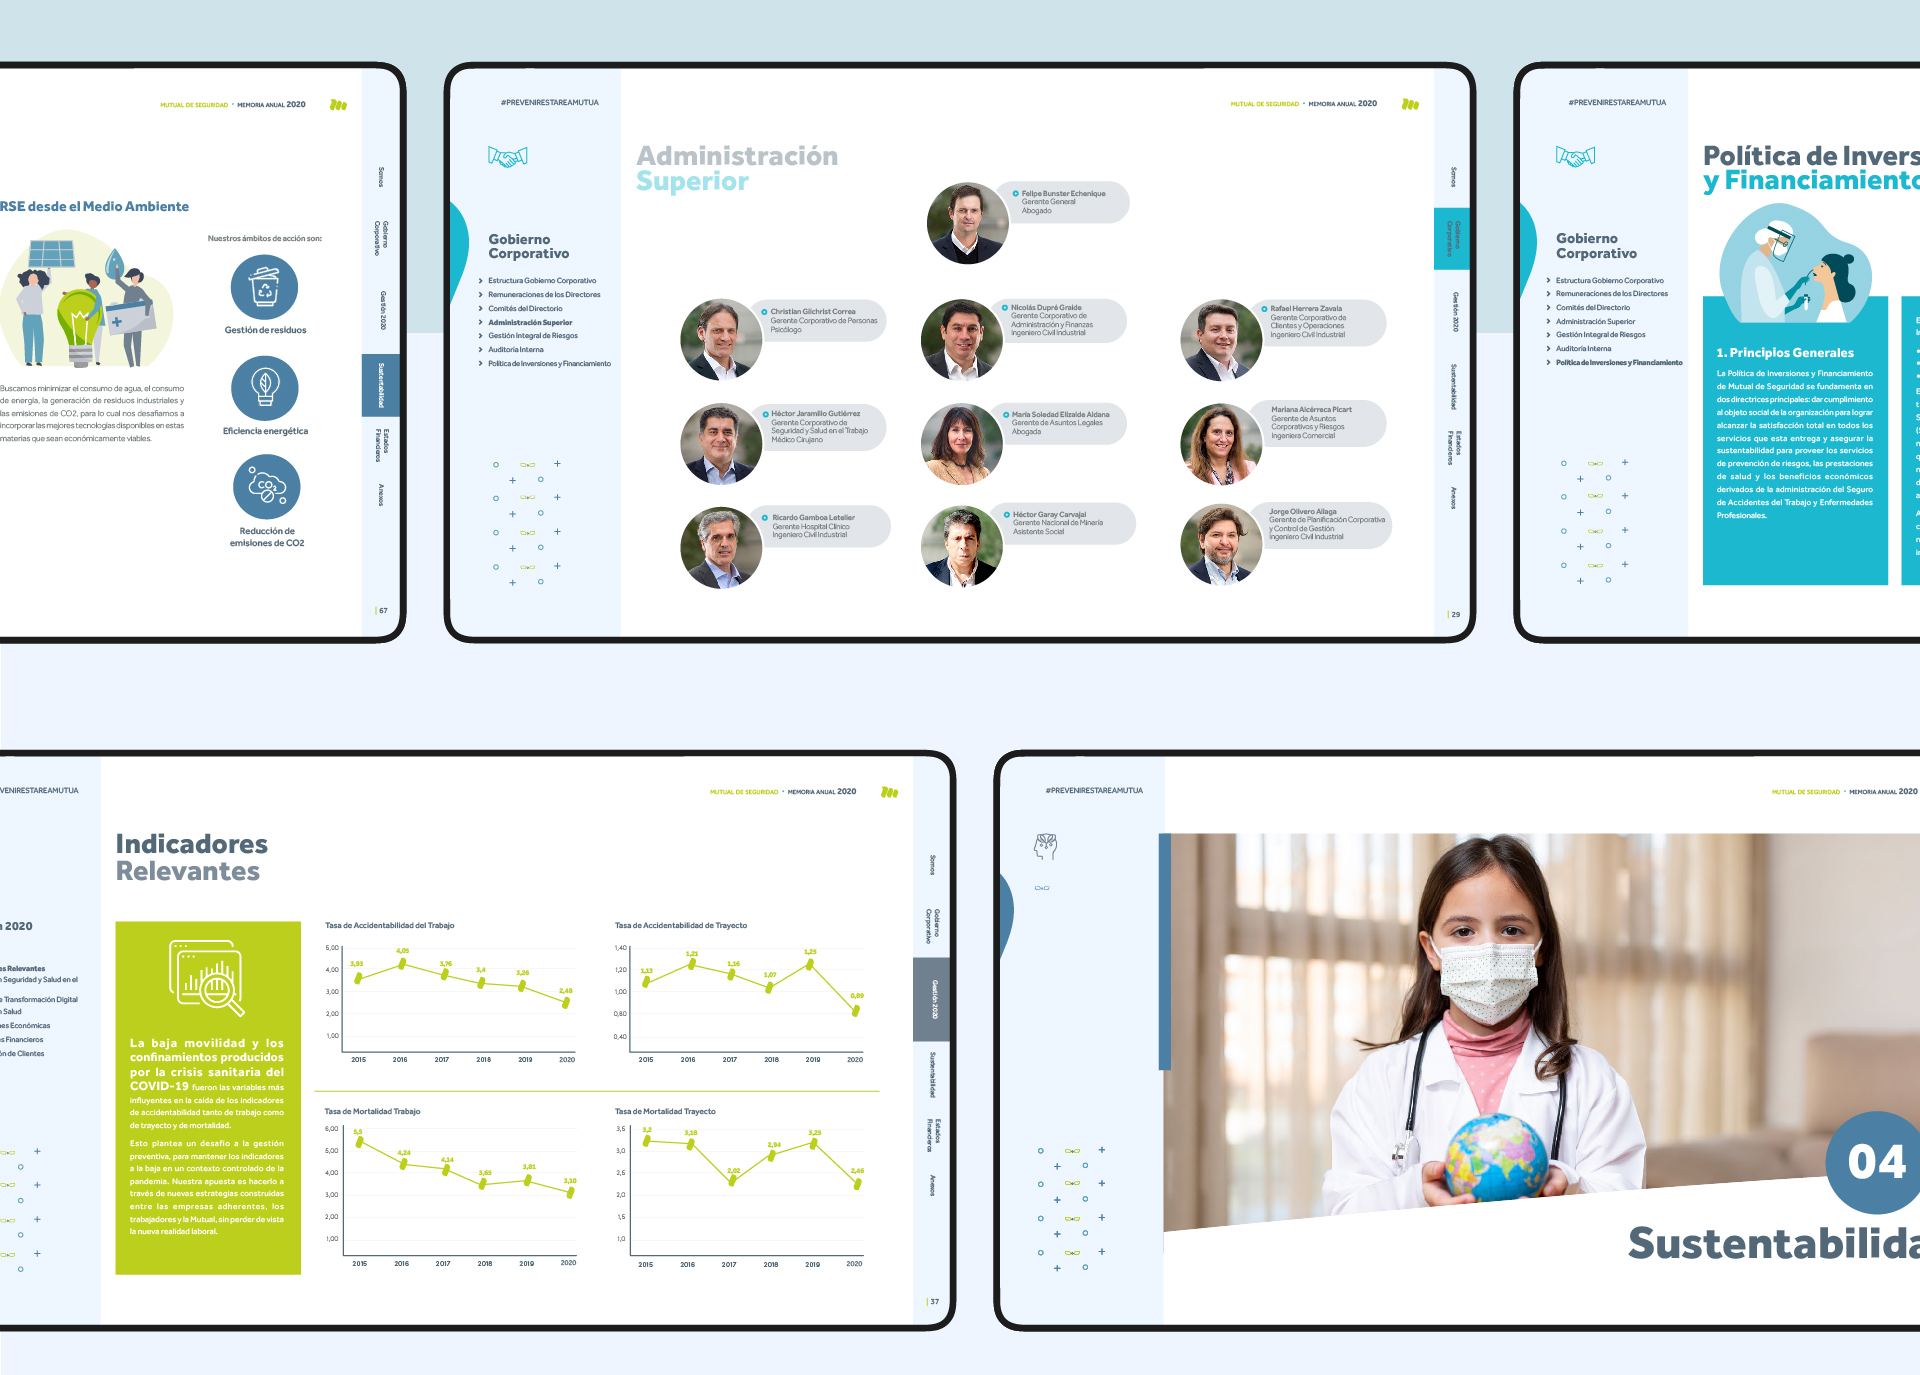 MUTUAL DE SEGURIDAD • MEMORIA ANUAL 2020
RSE desde el Medio Ambiente
Nuestros ámbitos de acción son:
Gestión de residuos
Eficiencia energética
CO2
Reducción de
emisiones de CO2
Buscamos minimizar el consumo de agua, el consumo
de energía, la generación de residuos industriales y
las emisiones de CO2, para lo cual nos desafiamos a
incorporar las mejores tecnologías disponibles en estas
materias que sean económicamente viables.
Somos
Gobierno
Corporativo
Gestión 2020
Sustentabilidad
Estados
Financieros
Anexos
| 67
#PREVENIRESTAREAMUTUA
MUTUAL DE SEGURIDAD • MEMORIA ANUAL 2020
Gobierno
Corporativo
Estructura Gobierno Corporativo
Remuneraciones de los Directores
Comités del Directorio
Administración Superior
Gestión Integral de Riesgos
Auditoría Interna
Política de Inversiones y Financiamiento
Administración
Superior
Felipe Bunster Echenique
Gerente General
Abogado
Christian Gilchrist Correa
Gerente Corporativo de Personas
Psicólogo
Nicolás Dupré Graide
Gerente Corporativo de
Administración y Finanzas
Ingeniero Civil Industrial
Rafael Herrera Zavala
Gerente Corporativo de
Clientes y Operaciones
Ingeniero Civil Industrial
Héctor Jaramillo Gutiérrez
Gerente Corporativo de
Seguridad y Salud en el Trabajo
Médico Cirujano
María Soledad Elizalde Aldana
Gerente de Asuntos Legales
Abogada
Mariana Alcérreca Picart
Gerente de Asuntos
Corporativos y Riesgos
Ingeniera Comercial
Ricardo Gamboa Letelier
Gerente Hospital Clínico
Ingeniero Civil Industrial
Héctor Garay Carvajal
Gerente Nacional de Minería
Asistente Social
Jorge Olivero Aliaga
Gerente de Planificación Corporativa
y Control de Gestión
Ingeniero Civil Industrial
Somos
Gobierno
Corporativo
Gestión 2020
Sustentabilidad
Estados
Financieros
Anexos
| 29
#PREVENIRESTAREAMUTUA
Gobierno
Corporativo
Estructura Gobierno Corporativo
Remuneraciones de los Directores
Comités del Directorio
Administración Superior
Gestión Integral de Riesgos
Auditoría Interna
Política de Inversiones y Financiamiento
Política de Invers
y Financiamiento
1. Principios Generales
La Política de Inversiones y Financiamiento
de Mutual de Seguridad se fundamenta en
dos directrices principales: dar cumplimiento
al objeto social de la organización para lograr
alcanzar la satisfacción total en todos los
servicios que esta entrega y asegurar la
sustentabilidad para proveer los servicios
de prevención de riesgos, las prestaciones
de salud y los beneficios económicos
derivados de la administración del Seguro
de Accidentes del Trabajo y Enfermedades
Profesionales.
VENIRESTAREAMUTUA
MUTUAL DE SEGURIDAD • MEMORIA ANUAL 2020
n 2020
es Relevantes
n Seguridad y Salud en el
e Transformación Digital
n Salud
nes Económicas
s Financieros
ón de Clientes
Indicadores
Relevantes
La baja movilidad y los
confinamientos producidos
por la crisis sanitaria del
COVID-19 fueron las variables más
influyentes en la caída de los indicadores
de accidentabilidad tanto de trabajo como
de trayecto y de mortalidad.
Esto plantea un desafío a la gestión
preventiva, para mantener los indicadores
a la baja en un contexto controlado de la
pandemia. Nuestra apuesta es hacerlo a
través de nuevas estrategias construidas
entre las empresas adherentes, los
trabajadores y la Mutual, sin perder de vista
la nueva realidad laboral.
Tasa de Accidentabilidad del Trabajo
5,00
4,00
3,00
2,00
1,00
3,93 4,05 3,76 3,4 3,26 2,48
2015 2016 2017 2018 2019 2020
Tasa de Accidentabilidad de Trayecto
1,40
1,20
1,00
0,80
0,40
1,13 1,21 1,16 1,07 1,25 0,89
2015 2016 2017 2018 2019 2020
Tasa de Mortalidad Trabajo
6,00
5,00
4,00
3,00
2,00
1,00
5,5 4,24 4,14 3,65 3,81 3,10
2015 2016 2017 2018 2019 2020
Tasa de Mortalidad Trayecto
3,5
3,0
2,5
2,0
1,5
1,0
3,2 3,18 2,02 2,94 3,25 2,46
2015 2016 2017 2018 2019 2020
Somos
Gobierno
Corporativo
Gestión 2020
Sustentabilidad
Estados
Financieros
Anexos
| 37
#PREVENIRESTAREAMUTUA
MUTUAL DE SEGURIDAD • MEMORIA ANUAL 2020
04
Sustentabilida